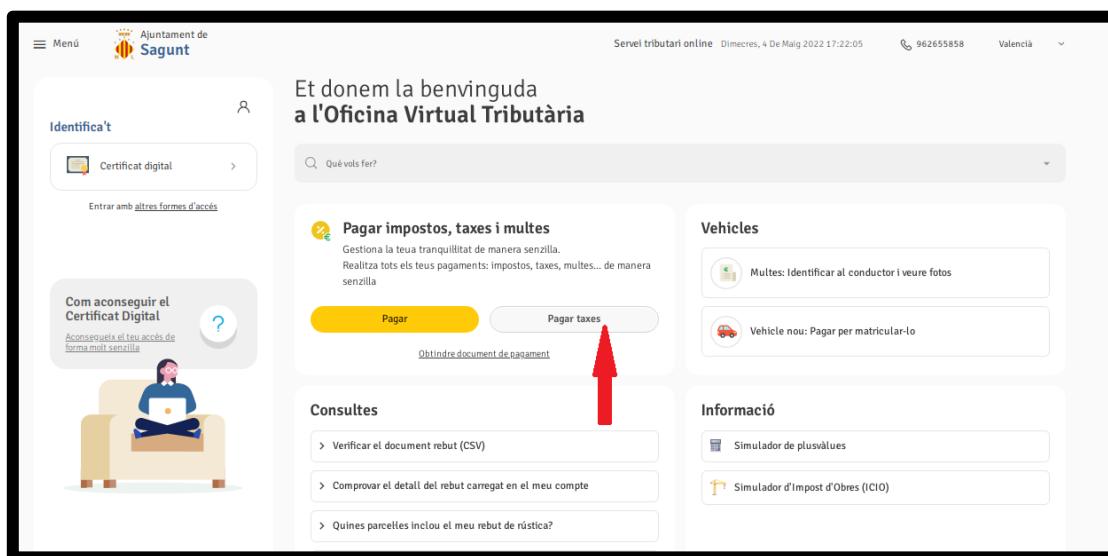 Menú
Ajuntament de
Sagunt
Servei tributari online Dimecres, 4 De Maig 2022 17:22:05
962655858
Valencià
Identifica't
Certificat digital
Entrar amb altres formes d'accés
Com aconseguir el
Certificat Digital
Aconsegueix el teu accés de
forma molt senzilla
?
Et donem la benvinguda
a l'Oficina Virtual Tributària
Qué vols fer?
Pagar impostos, taxes i multes
Gestiona la teua tranquil·litat de manera senzilla.
Realitza tots els teus pagaments: impostos, taxes, multes... de manera
senzilla
Pagar
Pagar taxes
Obtindre document de pagament
Vehicles
Multes: Identificar al conductor i veure fotos
Vehicle nou: Pagar per matricular-lo
Consultes
Verificar el document rebut (CSV)
Comprovar el detall del rebut carregat en el meu compte
Quines parcel·les inclou el meu rebut de rústica?
Informació
Simulador de plusvàlues
Simulador d'Impost d'Obres (ICIO)